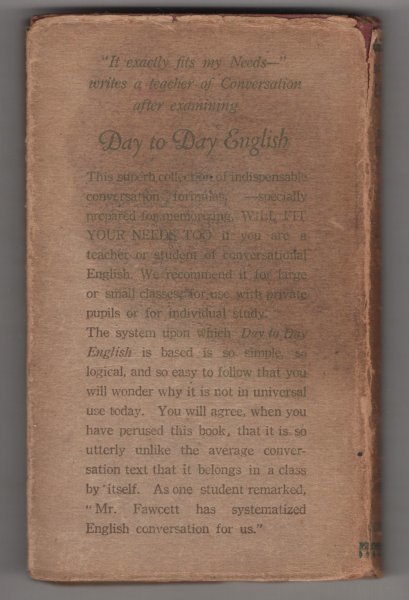 "It exactly fits my Needs—"
writes a teacher of Conversation
after examining
Day to Day English
This superb collection of indispensable
conversation formulas, —specially
prepared for memorizing, WILL FIT
YOUR NEEDS TOO if you are a
teacher or student of conversational
English. We recommend it for large
or small classes, for use with private
pupils or for individual study.
The system upon which Day to Day
English is based is so simple, so
logical, and so easy to follow that you
will wonder why it is not in universal
use today. You will agree, when you
have perused this book, that it is so
utterly unlike the average conver-
sation text that it belongs in a class
by itself. As one student remarked,
"Mr. Fawcett has systematized
English conversation for us."